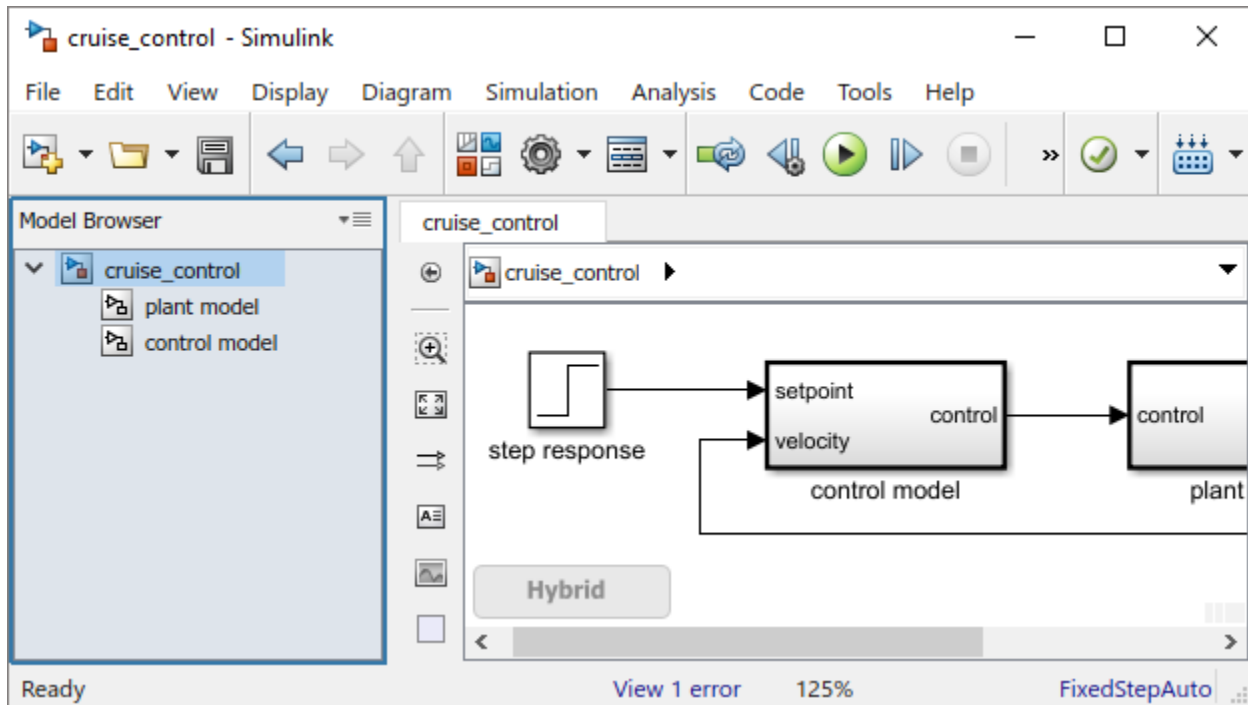 cruise_control - Simulink
File Edit View Display Diagram Simulation Analysis Code Tools Help
»
Model Browser
cruise_control
cruise_control
plant model
control model
cruise_control
step response
setpoint
velocity
control
control model
control
plant
Hybrid
Ready View 1 error 125% FixedStepAuto